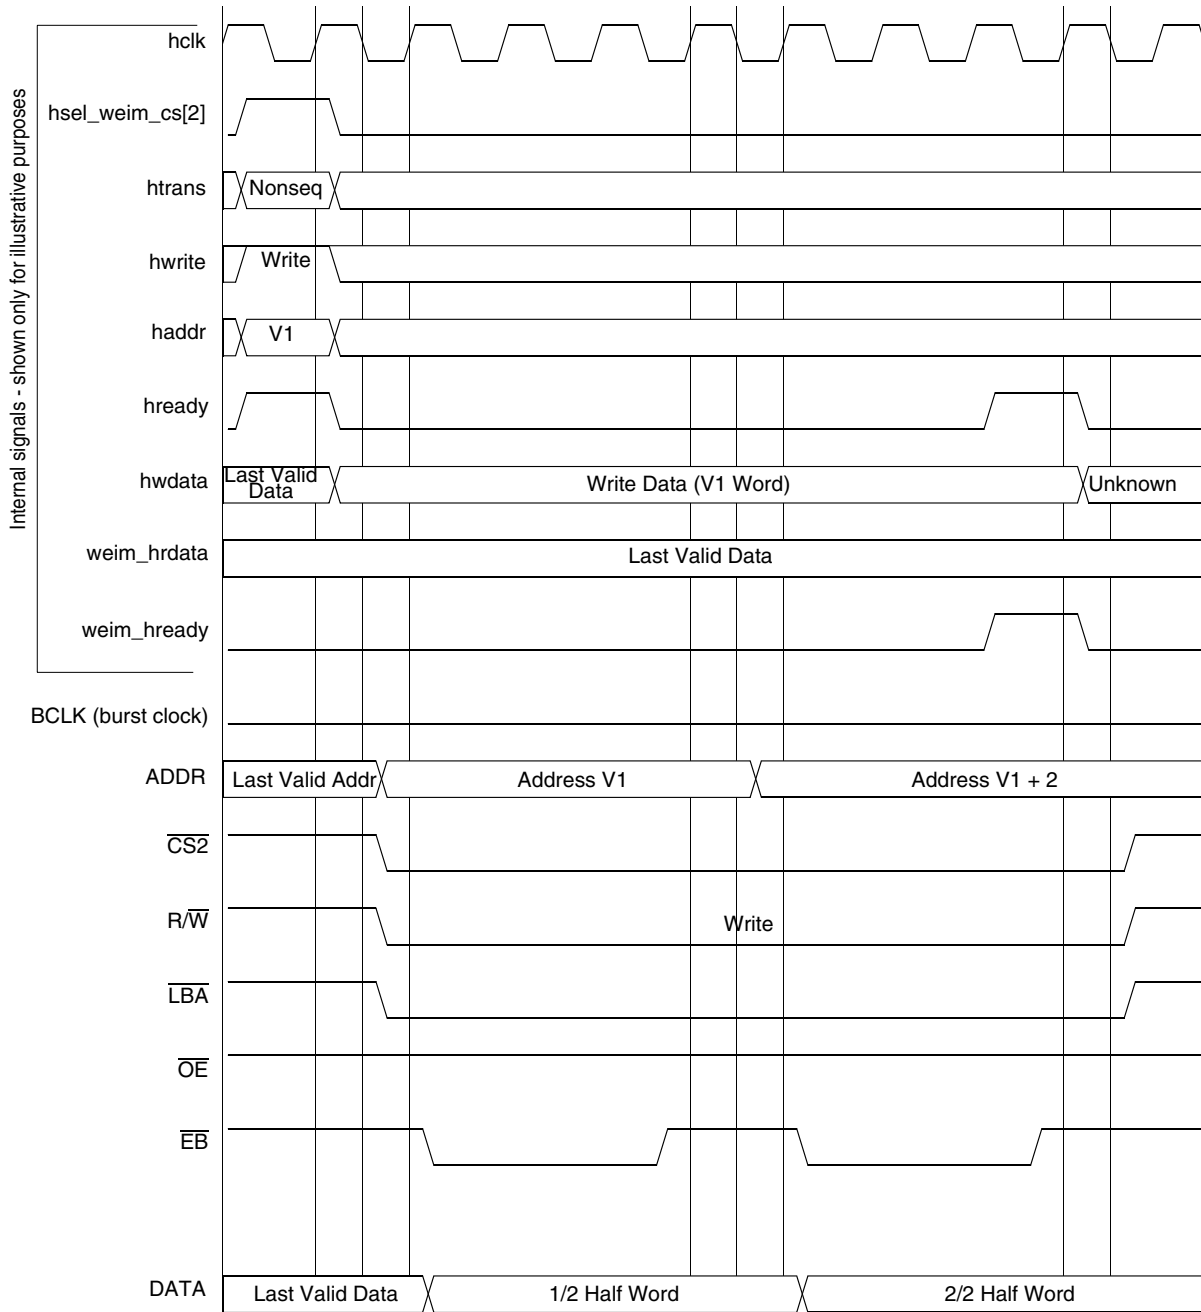 Internal signals - shown only for illustrative purposes
hclk
hsel_weim_cs[2]
htrans
Nonseq
hwrite
Write
haddr
V1
hready
hwdata
Last Valid
Data
Write Data (V1 Word)
Unknown
weim_hrdata
Last Valid Data
weim_hready
BCLK (burst clock)
ADDR
Last Valid Addr
Address V1
Address V1 + 2
CS2
R/W
Write
LBA
OE
EB
DATA
Last Valid Data
1/2 Half Word
2/2 Half Word